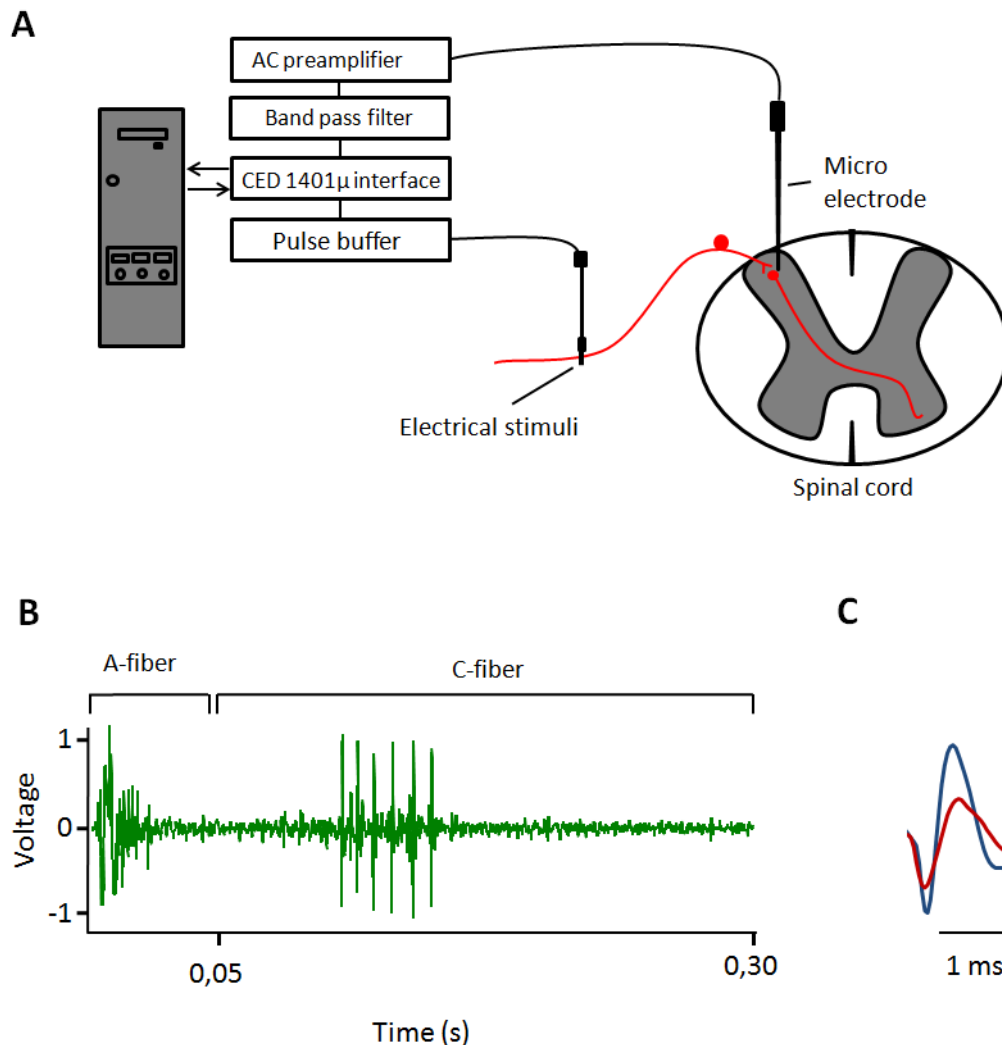 A
AC preamplifier
Band pass filter
CED 1401µ interface
Pulse buffer
Micro
electrode
Electrical stimuli
Spinal cord
B
A-fiber
C-fiber
1
0
-1
Voltage
0,05
0,30
Time (s)
C
1 ms